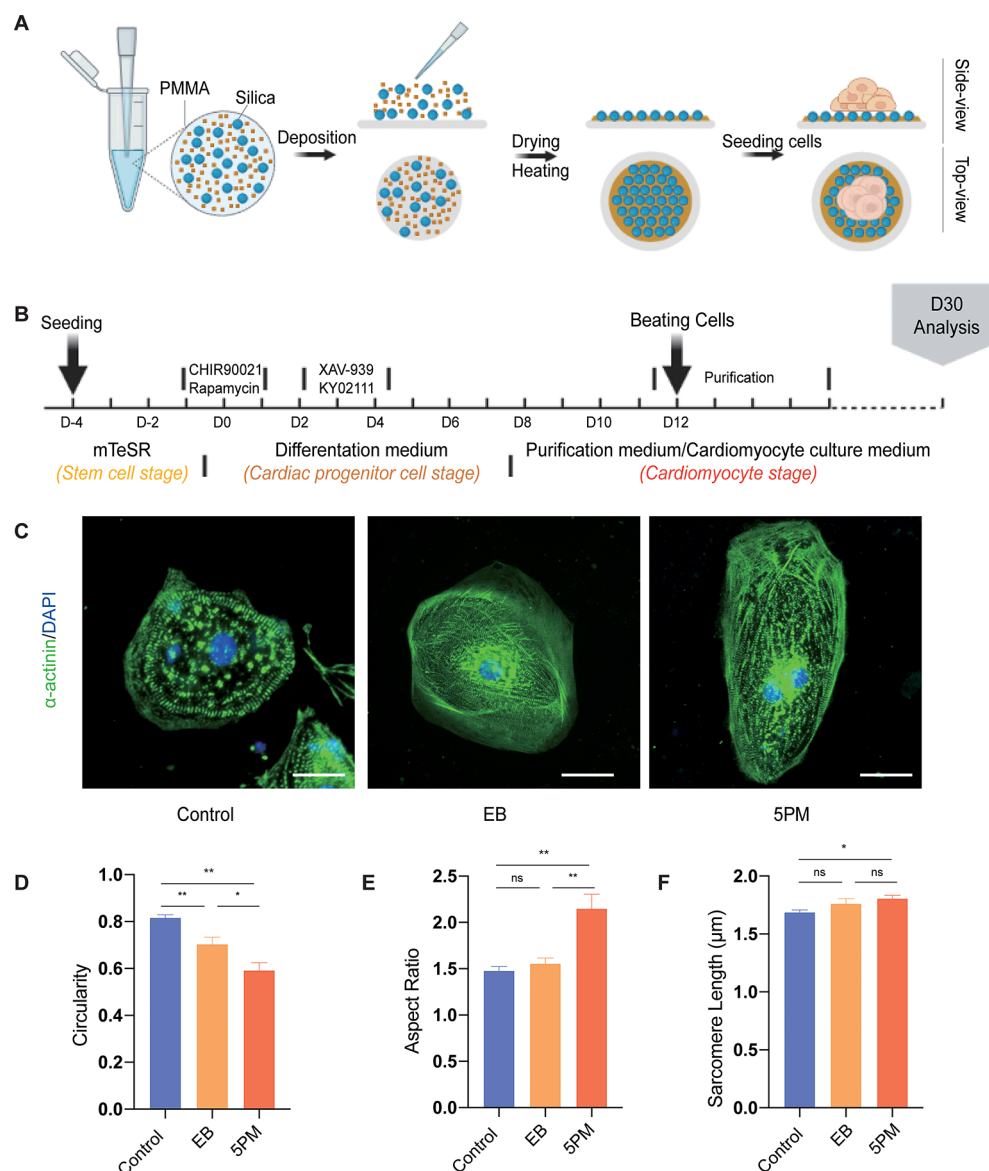 A
PMMA
Silica
Deposition
Drying
Heating
Seeding cells
Side-view
Top-view
B
Seeding
CHIR90021
Rapamycin
XAV-939
KY02111
Beating Cells
Purification
D30
Analysis
D-4
D-2
D0
D2
D4
D6
D8
D10
D12
mTeSR
(Stem cell stage)
Differentation medium
(Cardiac progenitor cell stage)
Purification medium/Cardiomyocyte culture medium
(Cardiomyocyte stage)
C
α-actinin/DAPI
Control
EB
5PM
D
Circularity
1.0
0.8
0.6
0.4
0.2
0.0
**
**
*
Control
EB
5PM
E
Aspect Ratio
2.5
2.0
1.5
1.0
0.5
0.0
**
ns
**
Control
EB
5PM
F
Sarcomere Length (μm)
2.0
1.5
1.0
0.5
0.0
*
ns
ns
Control
EB
5PM